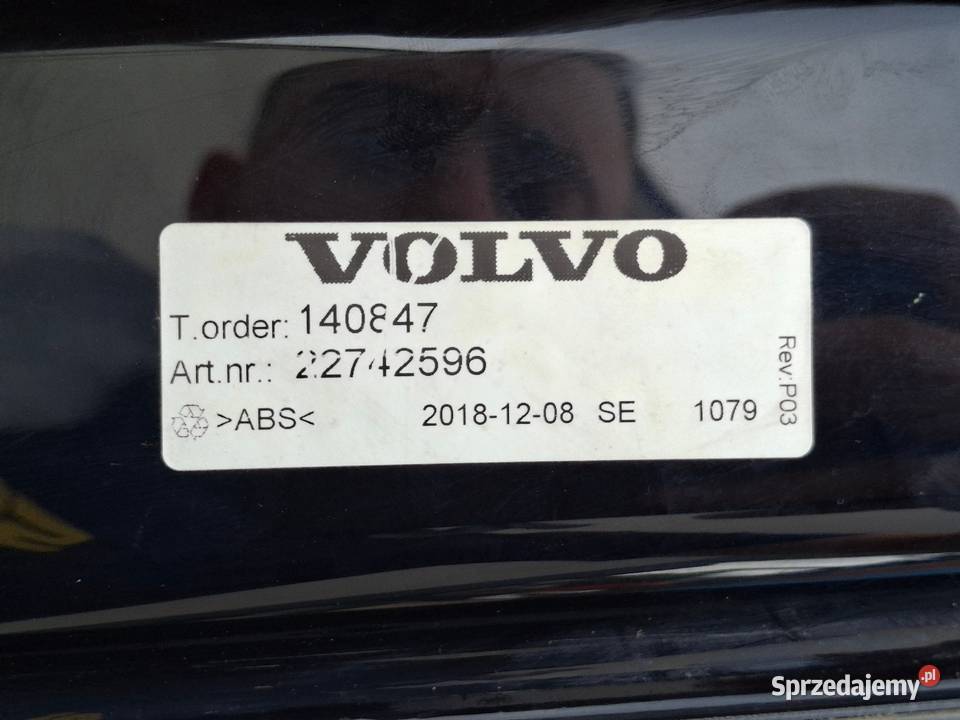 VOLVO
T.order: 140847
Art.nr.: 22742596
>ABS< 2018-12-08 SE 1079
Rev:P03
Sprzedajemy.pl